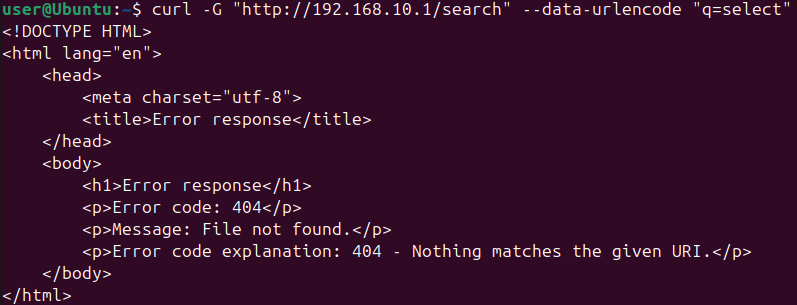 user@Ubuntu:~$ curl -G "http://192.168.10.1/search" --data-urlencode "q=select"
<!DOCTYPE HTML>
<html lang="en">
    <head>
        <meta charset="utf-8">
        <title>Error response</title>
    </head>
    <body>
        <h1>Error response</h1>
        <p>Error code: 404</p>
        <p>Message: File not found.</p>
        <p>Error code explanation: 404 - Nothing matches the given URI.</p>
    </body>
</html>